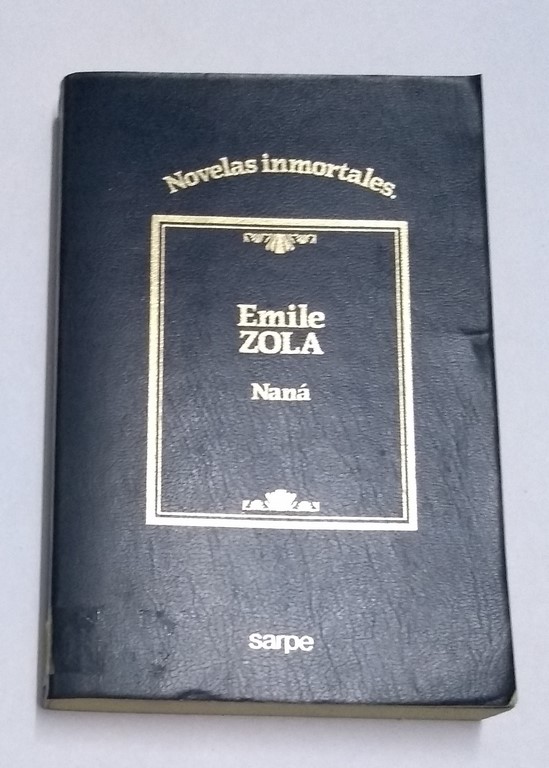 Novelas inmortales.
Emile
ZOLA
Naná
sarpe